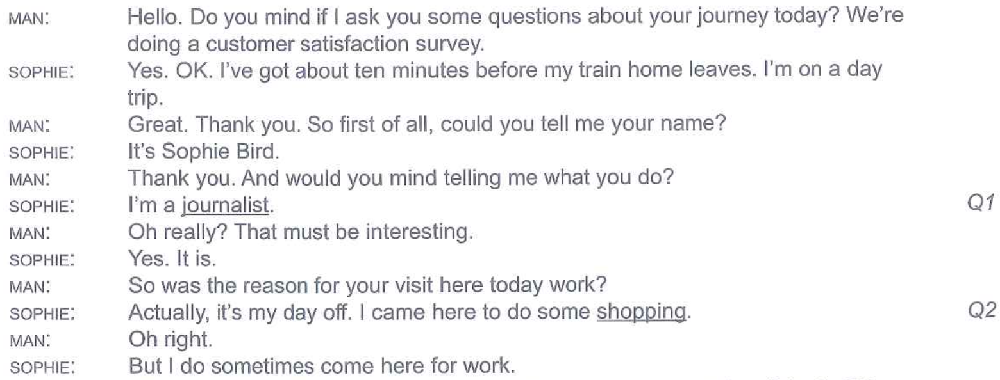 MAN: Hello. Do you mind if I ask you some questions about your journey today? We're
doing a customer satisfaction survey.
SOPHIE: Yes. OK. I've got about ten minutes before my train home leaves. I'm on a day
trip.
MAN: Great. Thank you. So first of all, could you tell me your name?
SOPHIE: It's Sophie Bird.
MAN: Thank you. And would you mind telling me what you do?
SOPHIE: I'm a journalist. Q1
MAN: Oh really? That must be interesting.
SOPHIE: Yes. It is.
MAN: So was the reason for your visit here today work?
SOPHIE: Actually, it's my day off. I came here to do some shopping. Q2
MAN: Oh right.
SOPHIE: But I do sometimes come here for work.